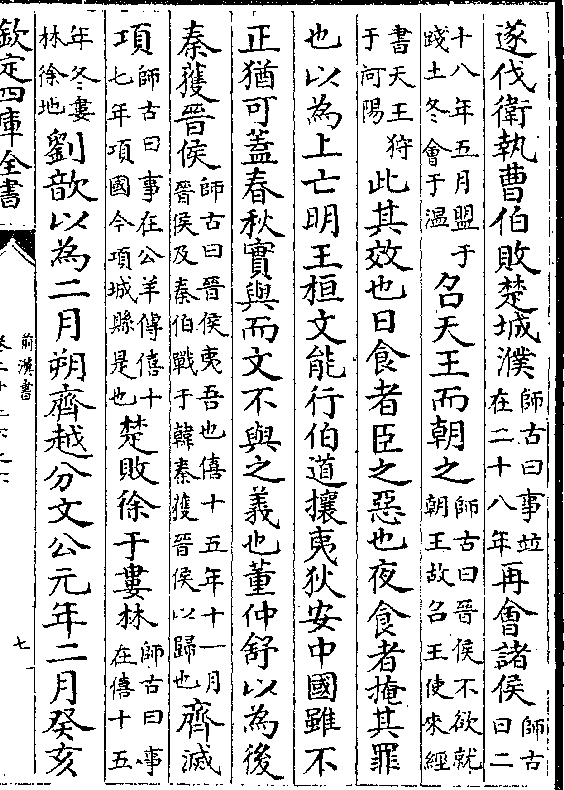 遂伐衛執曹伯敗楚城濮師古曰事並在二十八年再會諸侯師古曰二
十八年五月盟于踐土冬會于溫召天王而朝之師古曰晉侯不欲就朝王故召王使來經
書天王狩于河陽此其效也日食者臣之惡也夜食者掩其罪
也以為上亡明王桓文能行伯道攘夷狄安中國雖不
正猶可蓋春秋實與而文不與之義也董仲舒以為後
秦獲晉侯師古曰晉侯夷吾也僖十五年十一月晉侯及秦伯戰于韓秦獲晉侯以歸也齊滅
項師古曰事在公羊傳僖十七年項國今項城縣是也楚敗徐于婁林師古曰事在僖十五
年冬婁林徐地劉歆以為二月朔齊越分文公元年二月癸亥
欽定四庫全書
前漢書
七